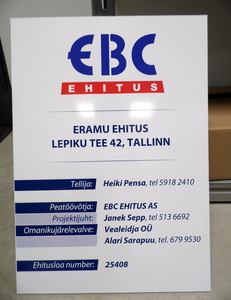 EBC
EHITUS
ERAMU EHITUS
LEPIKU TEE 42, TALLINN
Tellija: Heiki Pensa, tel 5918 2410
Peatöövõtja: EBC EHITUS AS
Projektijuht: Janek Sepp, tel 513 6692
Omanikujärelevalve: Vealeidja OÜ
Alari Sarapuu, tel. 679 9530
Ehitusloa number: 25408